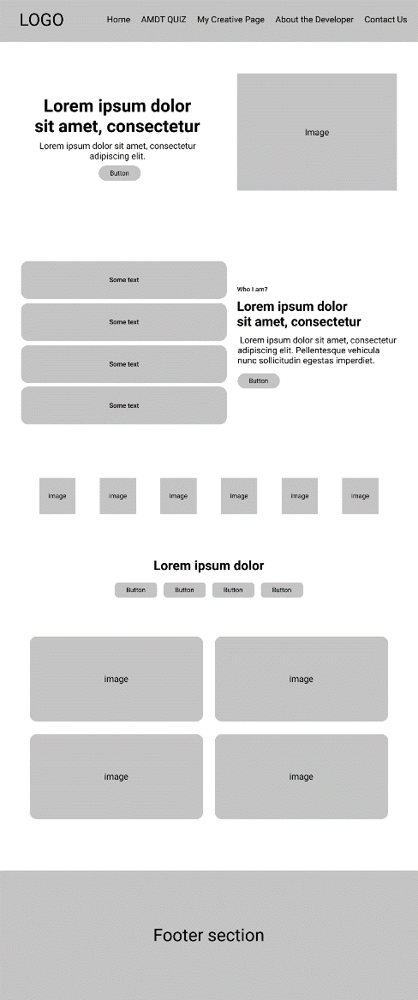 LOGO
Home AMDT QUIZ My Creative Page About the Developer Contact Us
Lorem ipsum dolor
sit amet, consectetur
Lorem ipsum dolor sit amet, consectetur
adipiscing elit.
Button
Image
Some text
Some text
Some text
Some text
Who I am?
Lorem ipsum dolor
sit amet, consectetur
Lorem ipsum dolor sit amet, consectetur
adipiscing elit. Pellentesque vehicula
nunc sollicitudin egestas imperdiet.
Button
image image image image image image
Lorem ipsum dolor
Button Button Button Button
image image
image image
Footer section